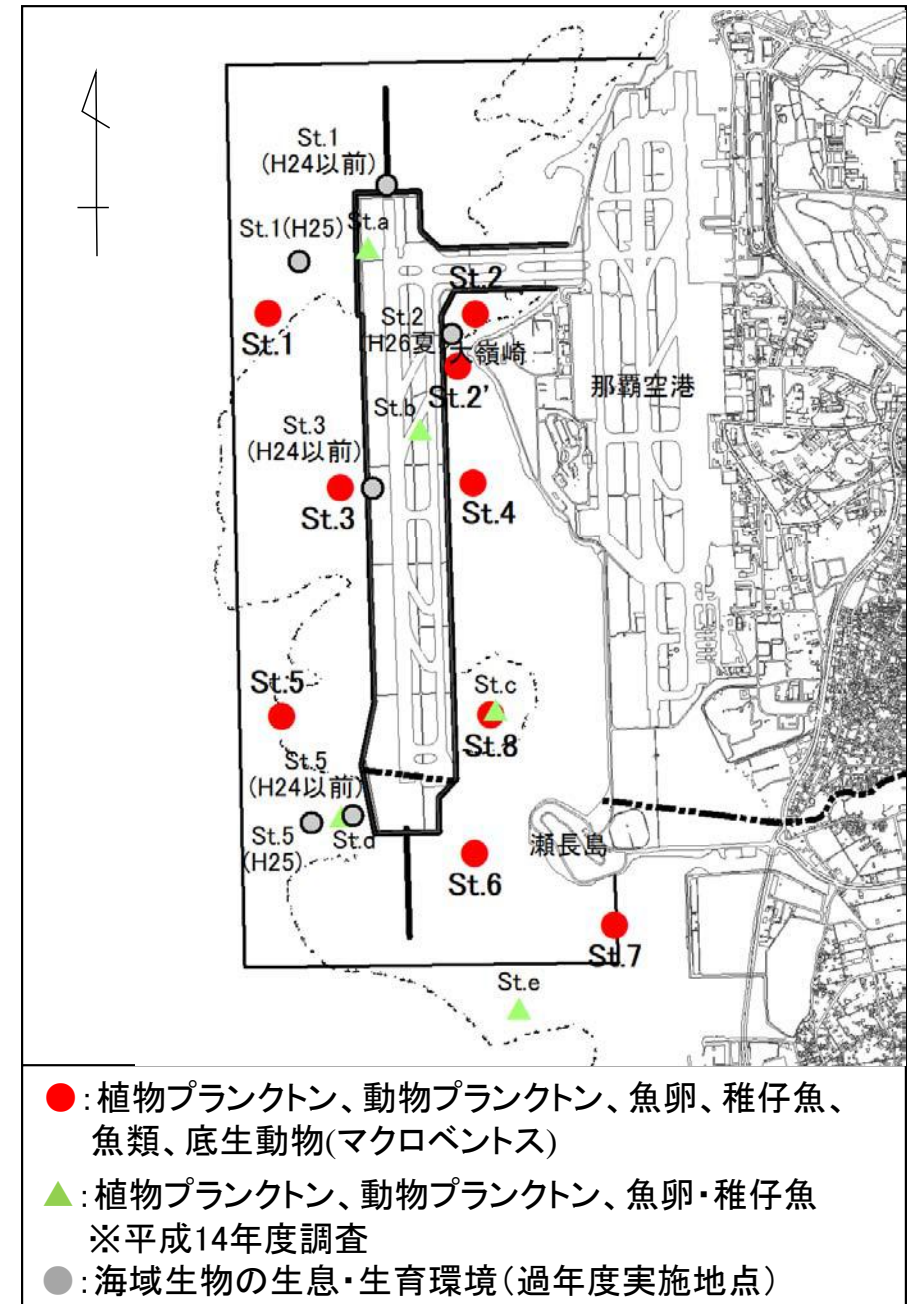 St.1
(H24以前)
St.1(H25)
St.a
St.2
St.1
St.2
(H26夏)
大嶺崎
St.2'
那覇空港
St.b
St.3
(H24以前)
St.3
St.4
St.5
St.c
St.8
St.5
(H24以前)
St.5
(H25)
St.d
瀬長島
St.6
St.7
St.e
●:植物プランクトン、動物プランクトン、魚卵、稚仔魚、
魚類、底生動物(マクロベントス)
▲:植物プランクトン、動物プランクトン、魚卵・稚仔魚
※平成14年度調査
●:海域生物の生息・生育環境(過年度実施地点)